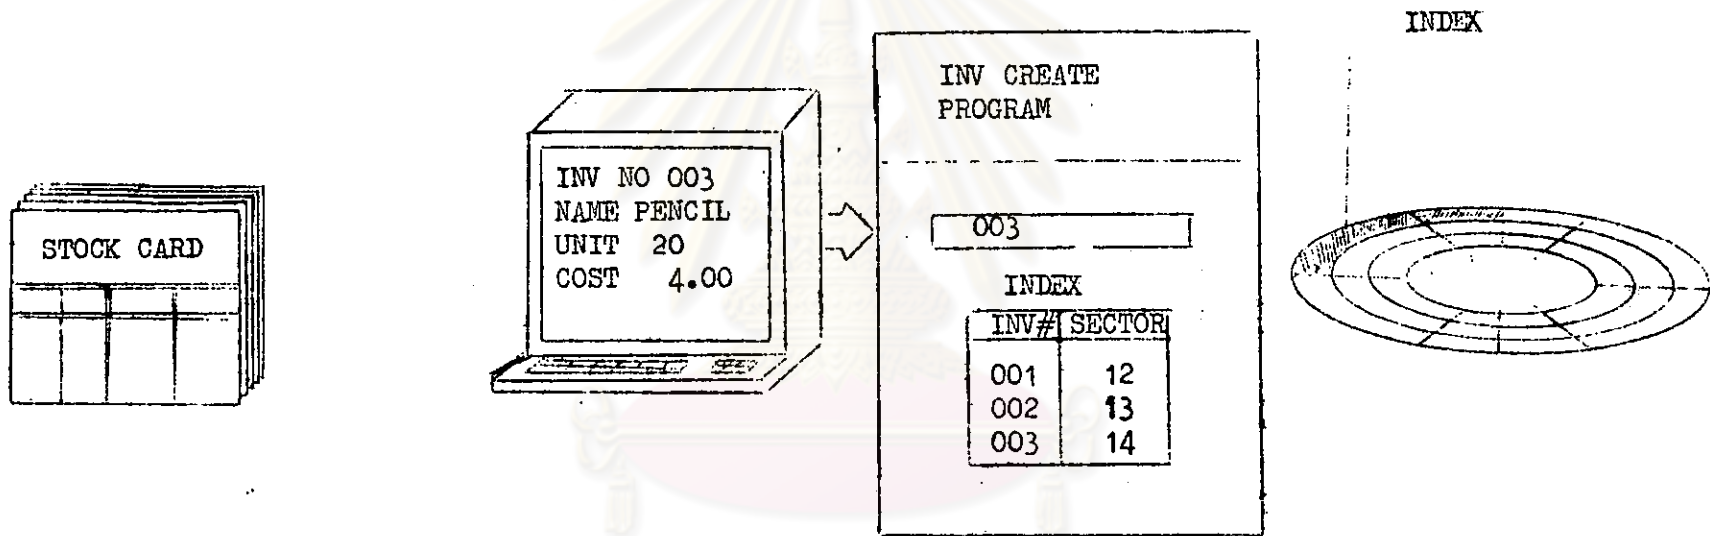 STOCK CARD
INV NO 003
NAME PENCIL
UNIT 20
COST 4.00
INV CREATE
PROGRAM
003
INDEX
INV# SECTOR
001 12
002 13
003 14
INDEX